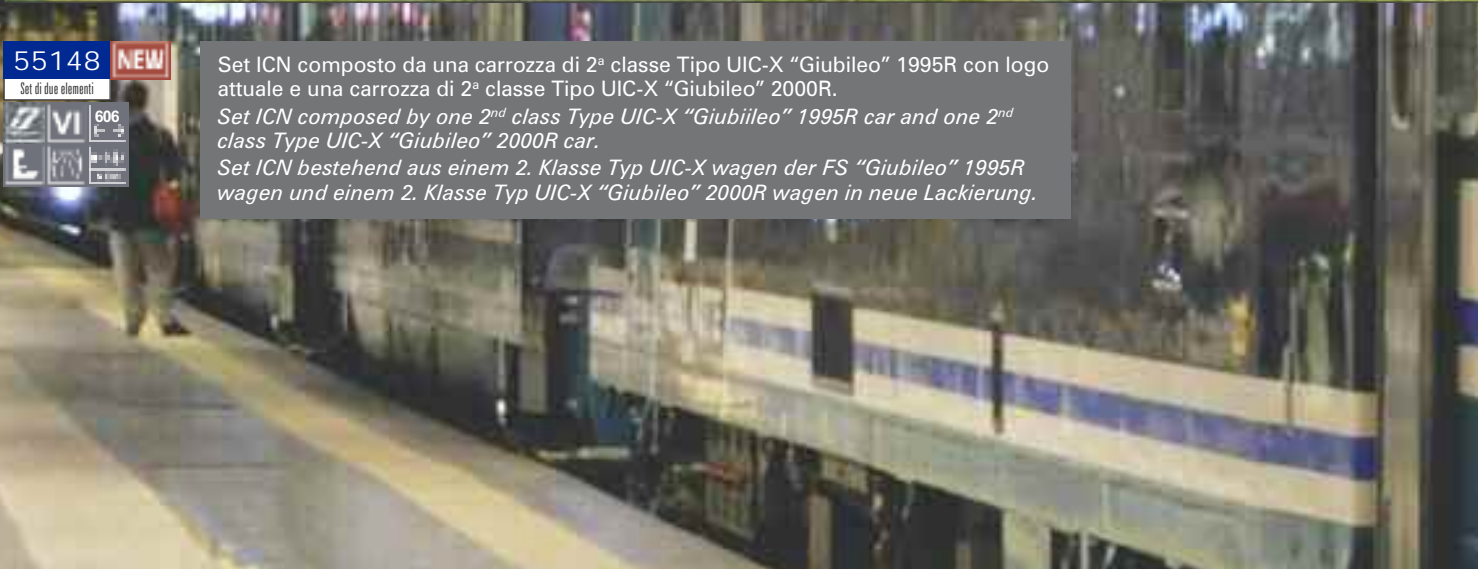 55148 NEW
Set di due elementi
VI 606
E
Set ICN composto da una carrozza di 2ª classe Tipo UIC-X “Giubileo” 1995R con logo
attuale e una carrozza di 2ª classe Tipo UIC-X “Giubileo” 2000R.
Set ICN composed by one 2nd class Type UIC-X “Giubiileo” 1995R car and one 2nd
class Type UIC-X “Giubileo” 2000R car.
Set ICN bestehend aus einem 2. Klasse Typ UIC-X wagen der FS “Giubileo” 1995R
wagen und einem 2. Klasse Typ UIC-X “Giubileo” 2000R wagen in neue Lackierung.